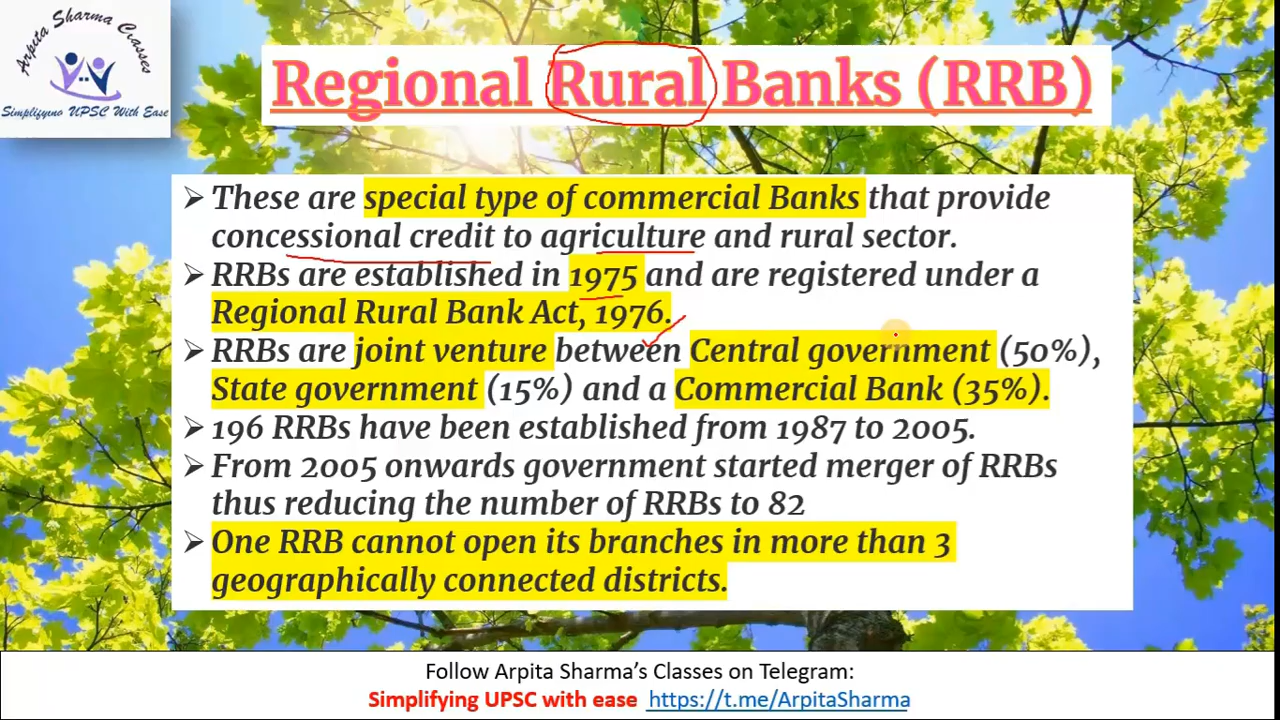 Arpita Sharma Classes
Simplifying UPSC With Ease
Regional Rural Banks (RRB)
➢ These are special type of commercial Banks that provide
concessional credit to agriculture and rural sector.
➢ RRBs are established in 1975 and are registered under a
Regional Rural Bank Act, 1976.
➢ RRBs are joint venture between Central government (50%),
State government (15%) and a Commercial Bank (35%).
➢ 196 RRBs have been established from 1987 to 2005.
➢ From 2005 onwards government started merger of RRBs
thus reducing the number of RRBs to 82
➢ One RRB cannot open its branches in more than 3
geographically connected districts.
Follow Arpita Sharma's Classes on Telegram:
Simplifying UPSC with ease https://t.me/ArpitaSharma